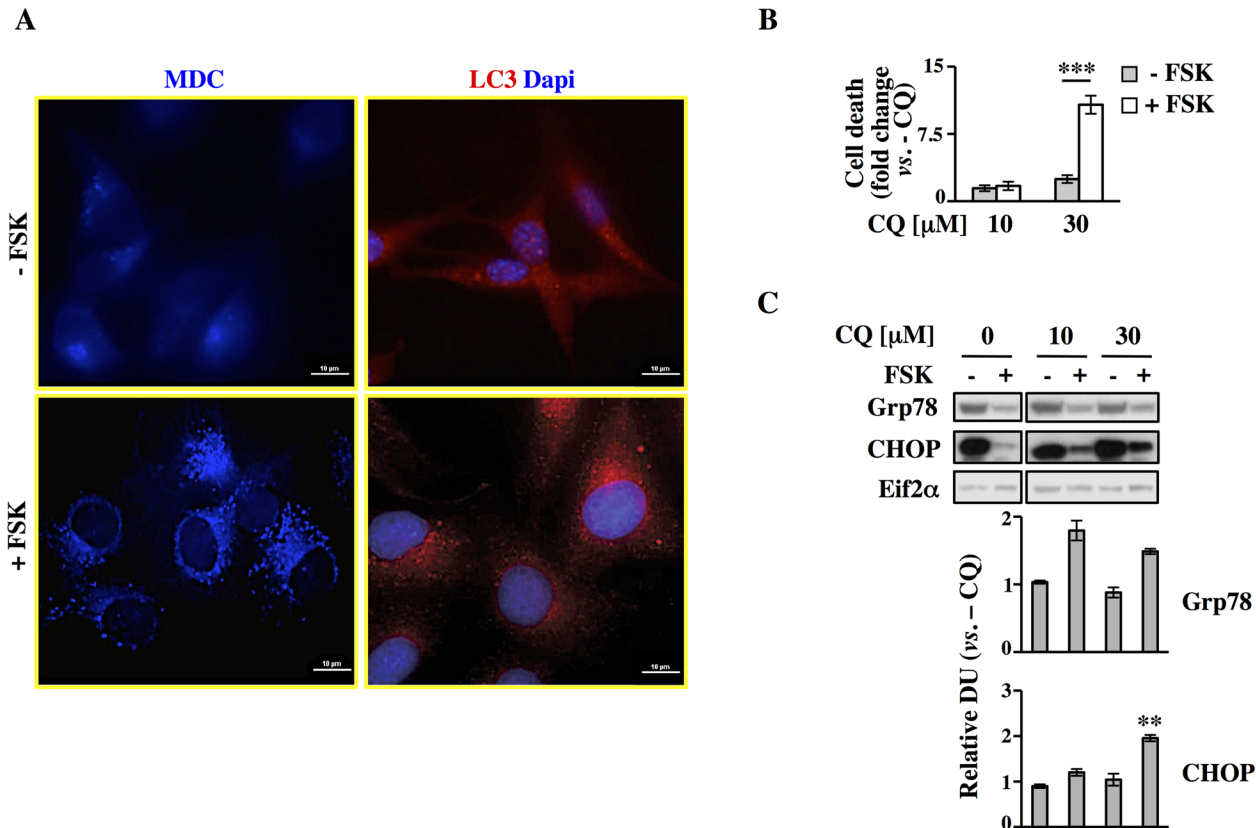 A
MDC
LC3 Dapi
- FSK
10 µm
10 µm
+ FSK
10 µm
10 µm
B
Cell death
(fold change
vs. - CQ)
15
7.5
0
***
- FSK
+ FSK
CQ [µM] 10 30
C
CQ [µM] 0 10 30
FSK - + - + - +
Grp78
CHOP
Eif2α
Relative DU (vs. – CQ)
2
1
0
Grp78
3
2
1
0
**
CHOP